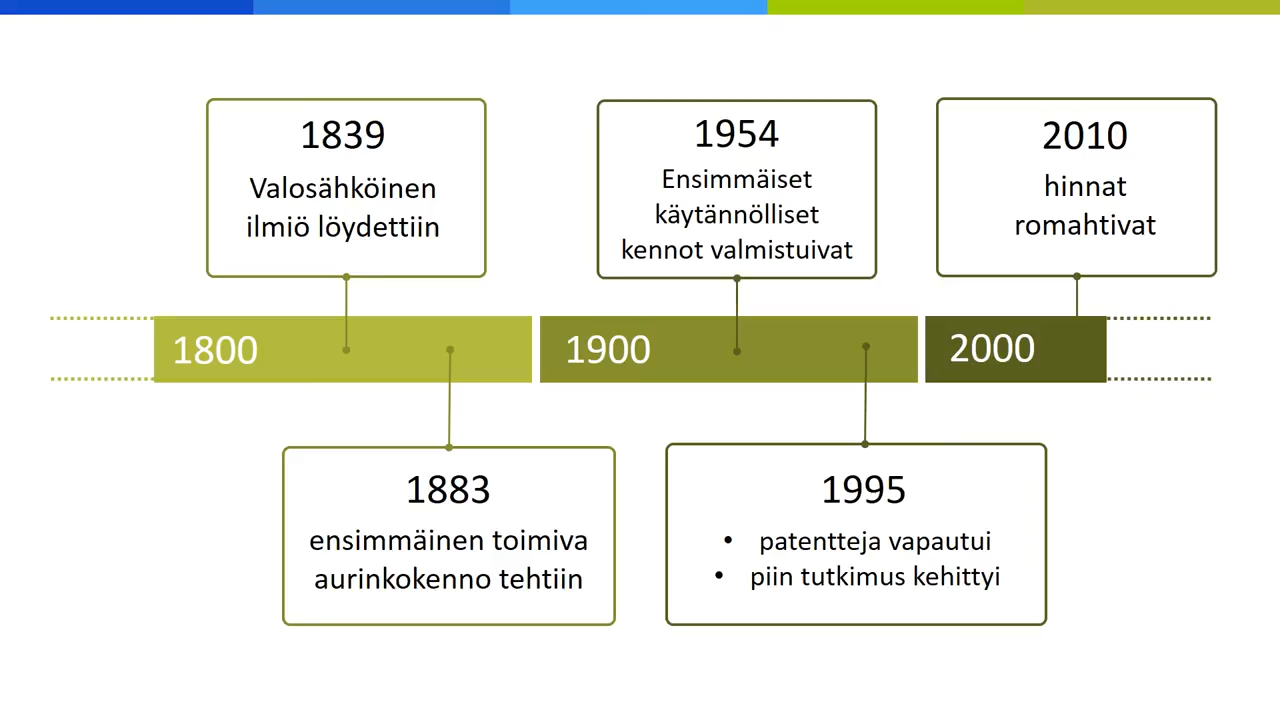 1839
Valosähköinen
ilmiö löydettiin
1954
Ensimmäiset
käytännölliset
kennot valmistuivat
2010
hinnat
romahtivat
1800
1900
2000
1883
ensimmäinen toimiva
aurinkokenno tehtiin
1995
• patentteja vapautui
• piin tutkimus kehittyi